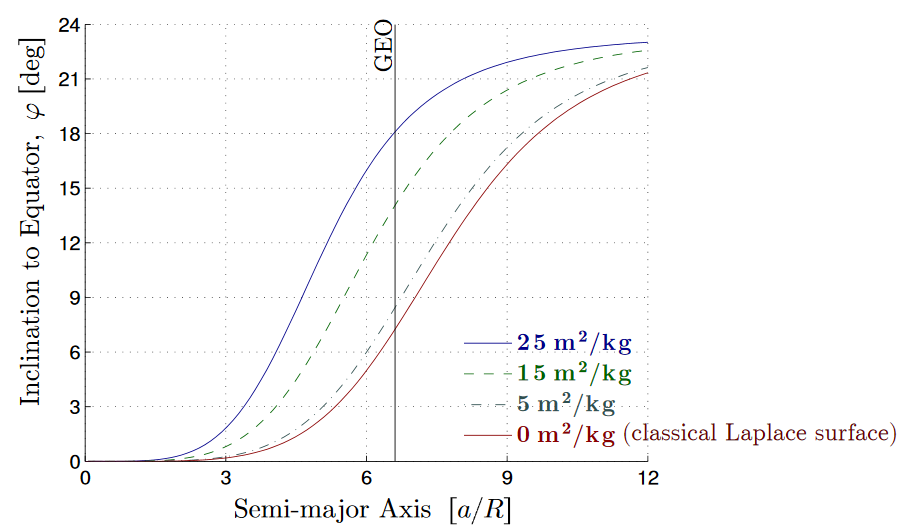 24
21
18
15
12
9
6
3
0
Inclination to Equator, φ [deg]
GEO
25 m²/kg
15 m²/kg
5 m²/kg
0 m²/kg (classical Laplace surface)
0 3 6 9 12
Semi-major Axis [a/R]